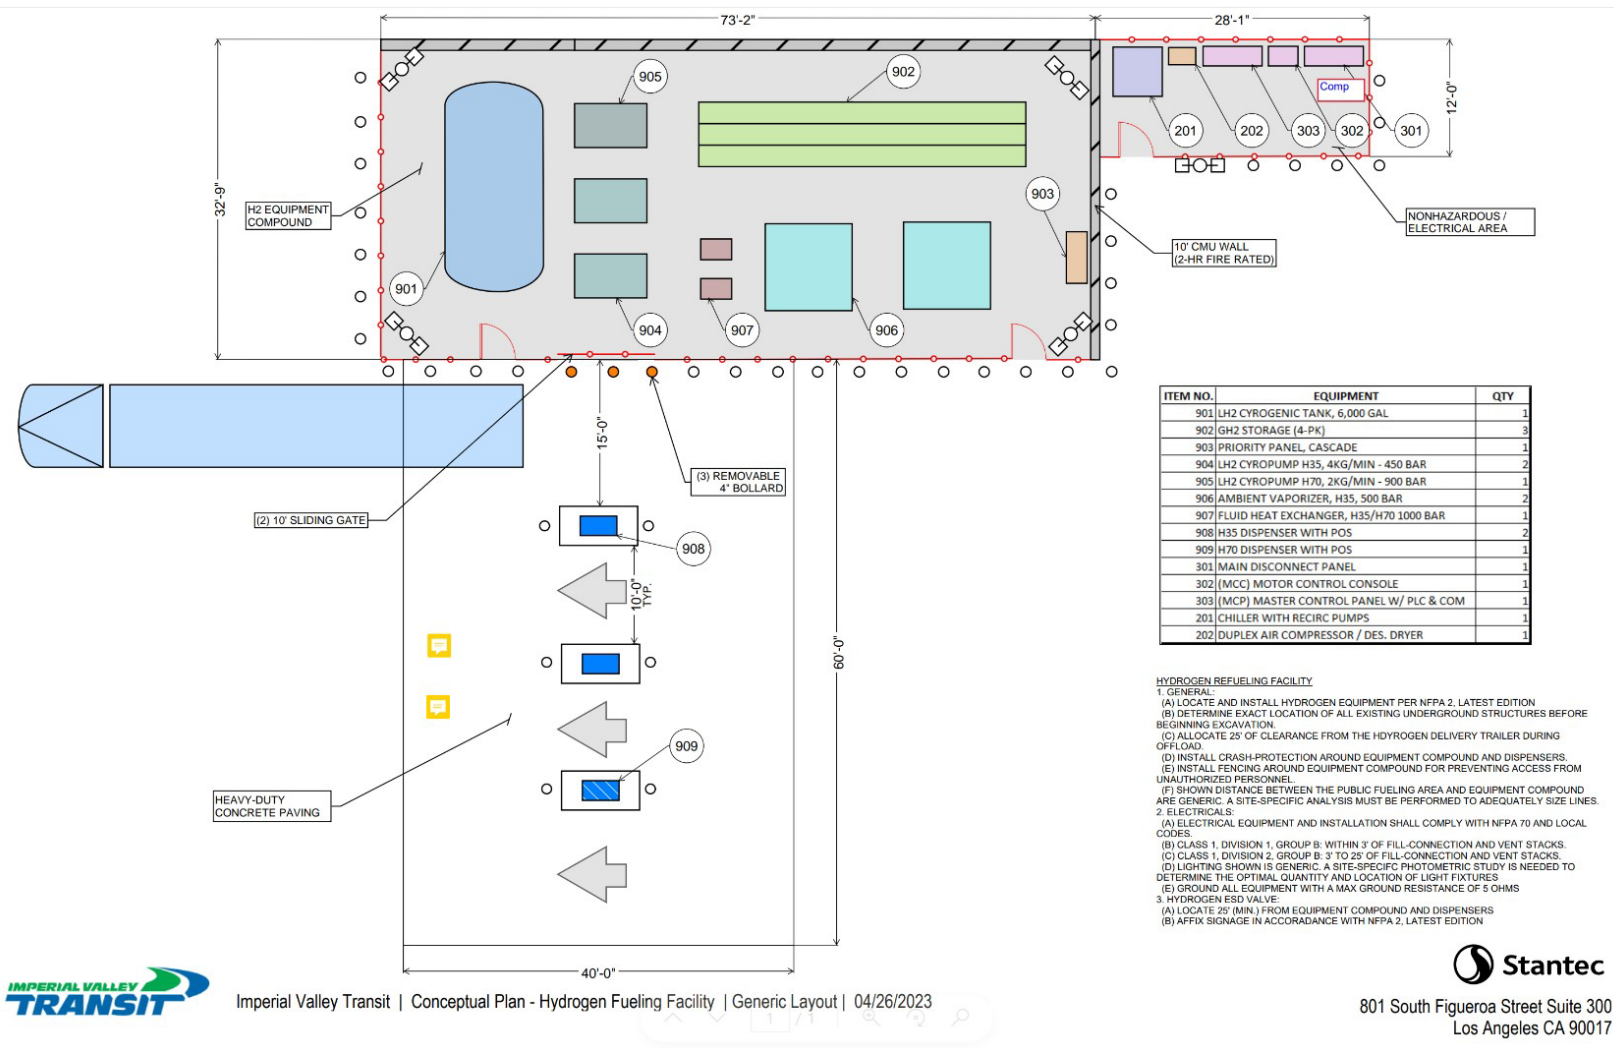 73'-2"
28'-1"
905
902
Comp
12'-0"
201
202
303
302
301
32'-9"
H2 EQUIPMENT
COMPOUND
903
NONHAZARDOUS /
ELECTRICAL AREA
10' CMU WALL
(2-HR FIRE RATED)
901
904
907
906
15'-0"
(3) REMOVABLE
4" BOLLARD
(2) 10' SLIDING GATE
908
10'-0"
TYP.
60'-0"
909
HEAVY-DUTY
CONCRETE PAVING
40'-0"
ITEM NO. EQUIPMENT QTY
901 LH2 CYROGENIC TANK, 6,000 GAL 1
902 GH2 STORAGE (4-PK) 3
903 PRIORITY PANEL, CASCADE 1
904 LH2 CYROPUMP H35, 4KG/MIN - 450 BAR 2
905 LH2 CYROPUMP H70, 2KG/MIN - 900 BAR 1
906 AMBIENT VAPORIZER, H35, 500 BAR 2
907 FLUID HEAT EXCHANGER, H35/H70 1000 BAR 1
908 H35 DISPENSER WITH POS 2
909 H70 DISPENSER WITH POS 1
301 MAIN DISCONNECT PANEL 1
302 (MCC) MOTOR CONTROL CONSOLE 1
303 (MCP) MASTER CONTROL PANEL W/ PLC & COM 1
201 CHILLER WITH RECIRC PUMPS 1
202 DUPLEX AIR COMPRESSOR / DES. DRYER 1
HYDROGEN REFUELING FACILITY
1. GENERAL:
(A) LOCATE AND INSTALL HYDROGEN EQUIPMENT PER NFPA 2, LATEST EDITION
(B) DETERMINE EXACT LOCATION OF ALL EXISTING UNDERGROUND STRUCTURES BEFORE
BEGINNING EXCAVATION.
(C) ALLOCATE 25' OF CLEARANCE FROM THE HDYROGEN DELIVERY TRAILER DURING
OFFLOAD.
(D) INSTALL CRASH-PROTECTION AROUND EQUIPMENT COMPOUND AND DISPENSERS.
(E) INSTALL FENCING AROUND EQUIPMENT COMPOUND FOR PREVENTING ACCESS FROM
UNAUTHORIZED PERSONNEL.
(F) SHOWN DISTANCE BETWEEN THE PUBLIC FUELING AREA AND EQUIPMENT COMPOUND
ARE GENERIC. A SITE-SPECIFIC ANALYSIS MUST BE PERFORMED TO ADEQUATELY SIZE LINES.
2. ELECTRICALS:
(A) ELECTRICAL EQUIPMENT AND INSTALLATION SHALL COMPLY WITH NFPA 70 AND LOCAL
CODES.
(B) CLASS 1, DIVISION 1, GROUP B: WITHIN 3' OF FILL-CONNECTION AND VENT STACKS.
(C) CLASS 1, DIVISION 2, GROUP B: 3' TO 25' OF FILL-CONNECTION AND VENT STACKS.
(D) LIGHTING SHOWN IS GENERIC. A SITE-SPECIFC PHOTOMETRIC STUDY IS NEEDED TO
DETERMINE THE OPTIMAL QUANTITY AND LOCATION OF LIGHT FIXTURES
(E) GROUND ALL EQUIPMENT WITH A MAX GROUND RESISTANCE OF 5 OHMS
3. HYDROGEN ESD VALVE:
(A) LOCATE 25' (MIN.) FROM EQUIPMENT COMPOUND AND DISPENSERS
(B) AFFIX SIGNAGE IN ACCORADANCE WITH NFPA 2, LATEST EDITION
IMPERIAL VALLEY
TRANSIT
Imperial Valley Transit | Conceptual Plan - Hydrogen Fueling Facility | Generic Layout | 04/26/2023
1 / 1
Stantec
801 South Figueroa Street Suite 300
Los Angeles CA 90017